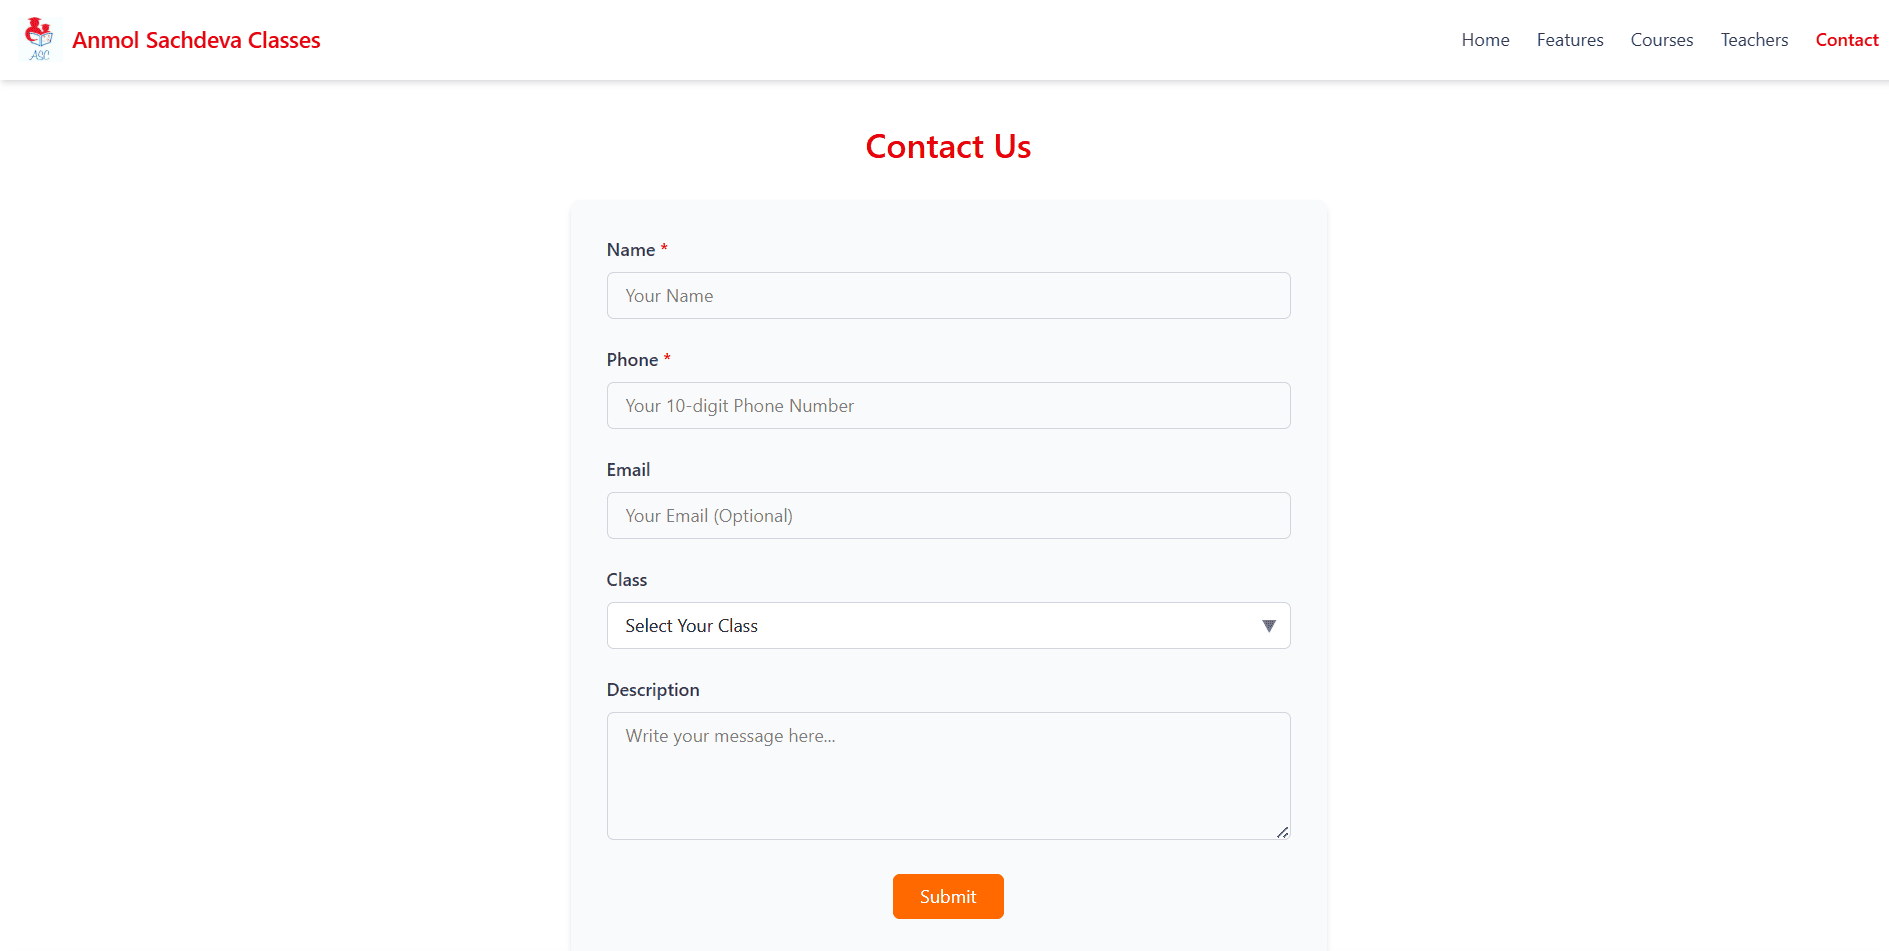 ASC
Anmol Sachdeva Classes
Home
Features
Courses
Teachers
Contact
Contact Us
Name *
Your Name
Phone *
Your 10-digit Phone Number
Email
Your Email (Optional)
Class
Select Your Class
Description
Write your message here...
Submit